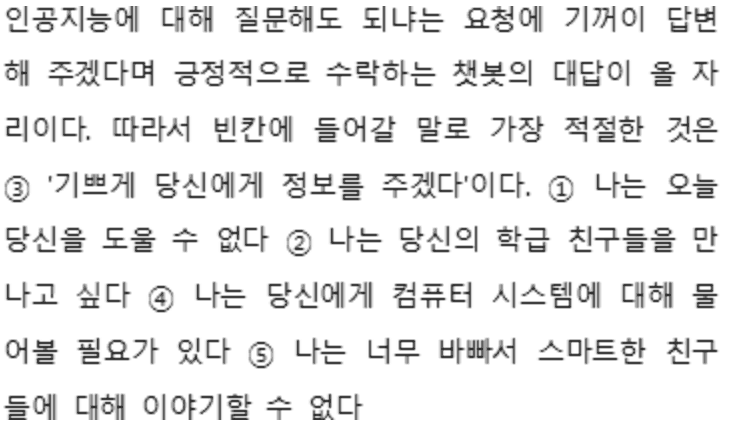 인공지능에 대해 질문해도 되냐는 요청에 기꺼이 답변
해 주겠다며 긍정적으로 수락하는 챗봇의 대답이 올 자
리이다. 따라서 빈칸에 들어갈 말로 가장 적절한 것은
③ '기쁘게 당신에게 정보를 주겠다'이다. ① 나는 오늘
당신을 도울 수 없다 ② 나는 당신의 학급 친구들을 만
나고 싶다 ④ 나는 당신에게 컴퓨터 시스템에 대해 물
어볼 필요가 있다 ⑤ 나는 너무 바빠서 스마트한 친구
들에 대해 이야기할 수 없다